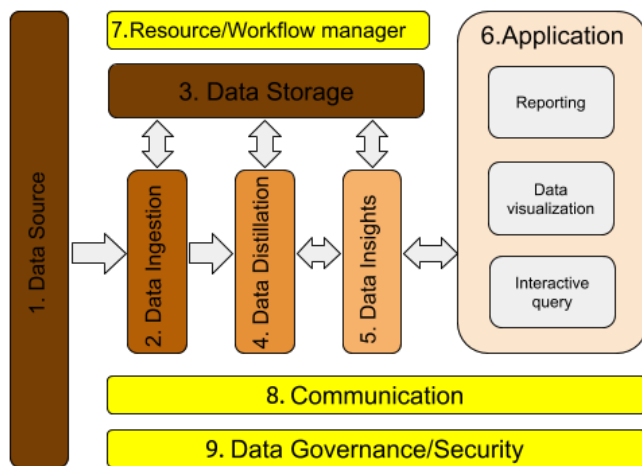 7.Resource/Workflow manager
6.Application
3. Data Storage
Reporting
1. Data Source
2. Data Ingestion
4. Data Distillation
5. Data Insights
Data
visualization
Interactive
query
8. Communication
9. Data Governance/Security